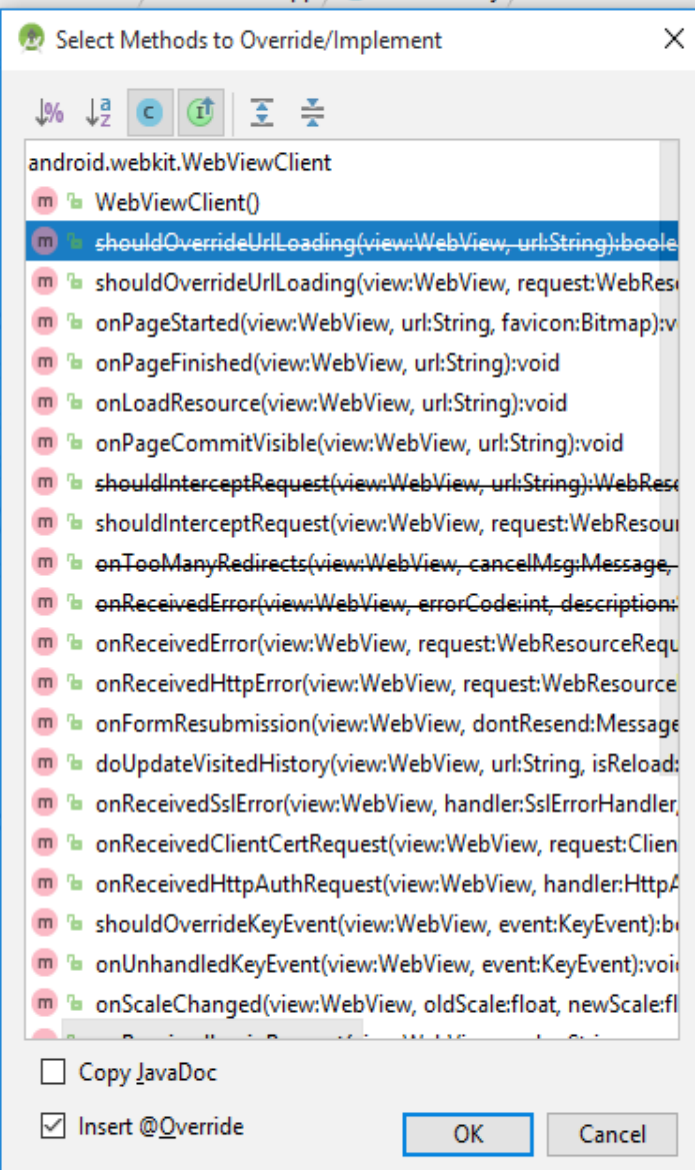 Select Methods to Override/Implement
android.webkit.WebViewClient
WebViewClient()
shouldOverrideUrlLoading(view:WebView, url:String):boole
shouldOverrideUrlLoading(view:WebView, request:WebRes
onPageStarted(view:WebView, url:String, favicon:Bitmap):v
onPageFinished(view:WebView, url:String):void
onLoadResource(view:WebView, url:String):void
onPageCommitVisible(view:WebView, url:String):void
shouldInterceptRequest(view:WebView, url:String):WebReso
shouldInterceptRequest(view:WebView, request:WebResour
onTooManyRedirects(view:WebView, cancelMsg:Message,
onReceivedError(view:WebView, errorCode:int, description:
onReceivedError(view:WebView, request:WebResourceRequ
onReceivedHttpError(view:WebView, request:WebResource
onFormResubmission(view:WebView, dontResend:Message
doUpdateVisitedHistory(view:WebView, url:String, isReload:
onReceivedSslError(view:WebView, handler:SslErrorHandler,
onReceivedClientCertRequest(view:WebView, request:Clien
onReceivedHttpAuthRequest(view:WebView, handler:HttpA
shouldOverrideKeyEvent(view:WebView, event:KeyEvent):b
onUnhandledKeyEvent(view:WebView, event:KeyEvent):voi
onScaleChanged(view:WebView, oldScale:float, newScale:fl
Copy JavaDoc
Insert @Override
OK Cancel